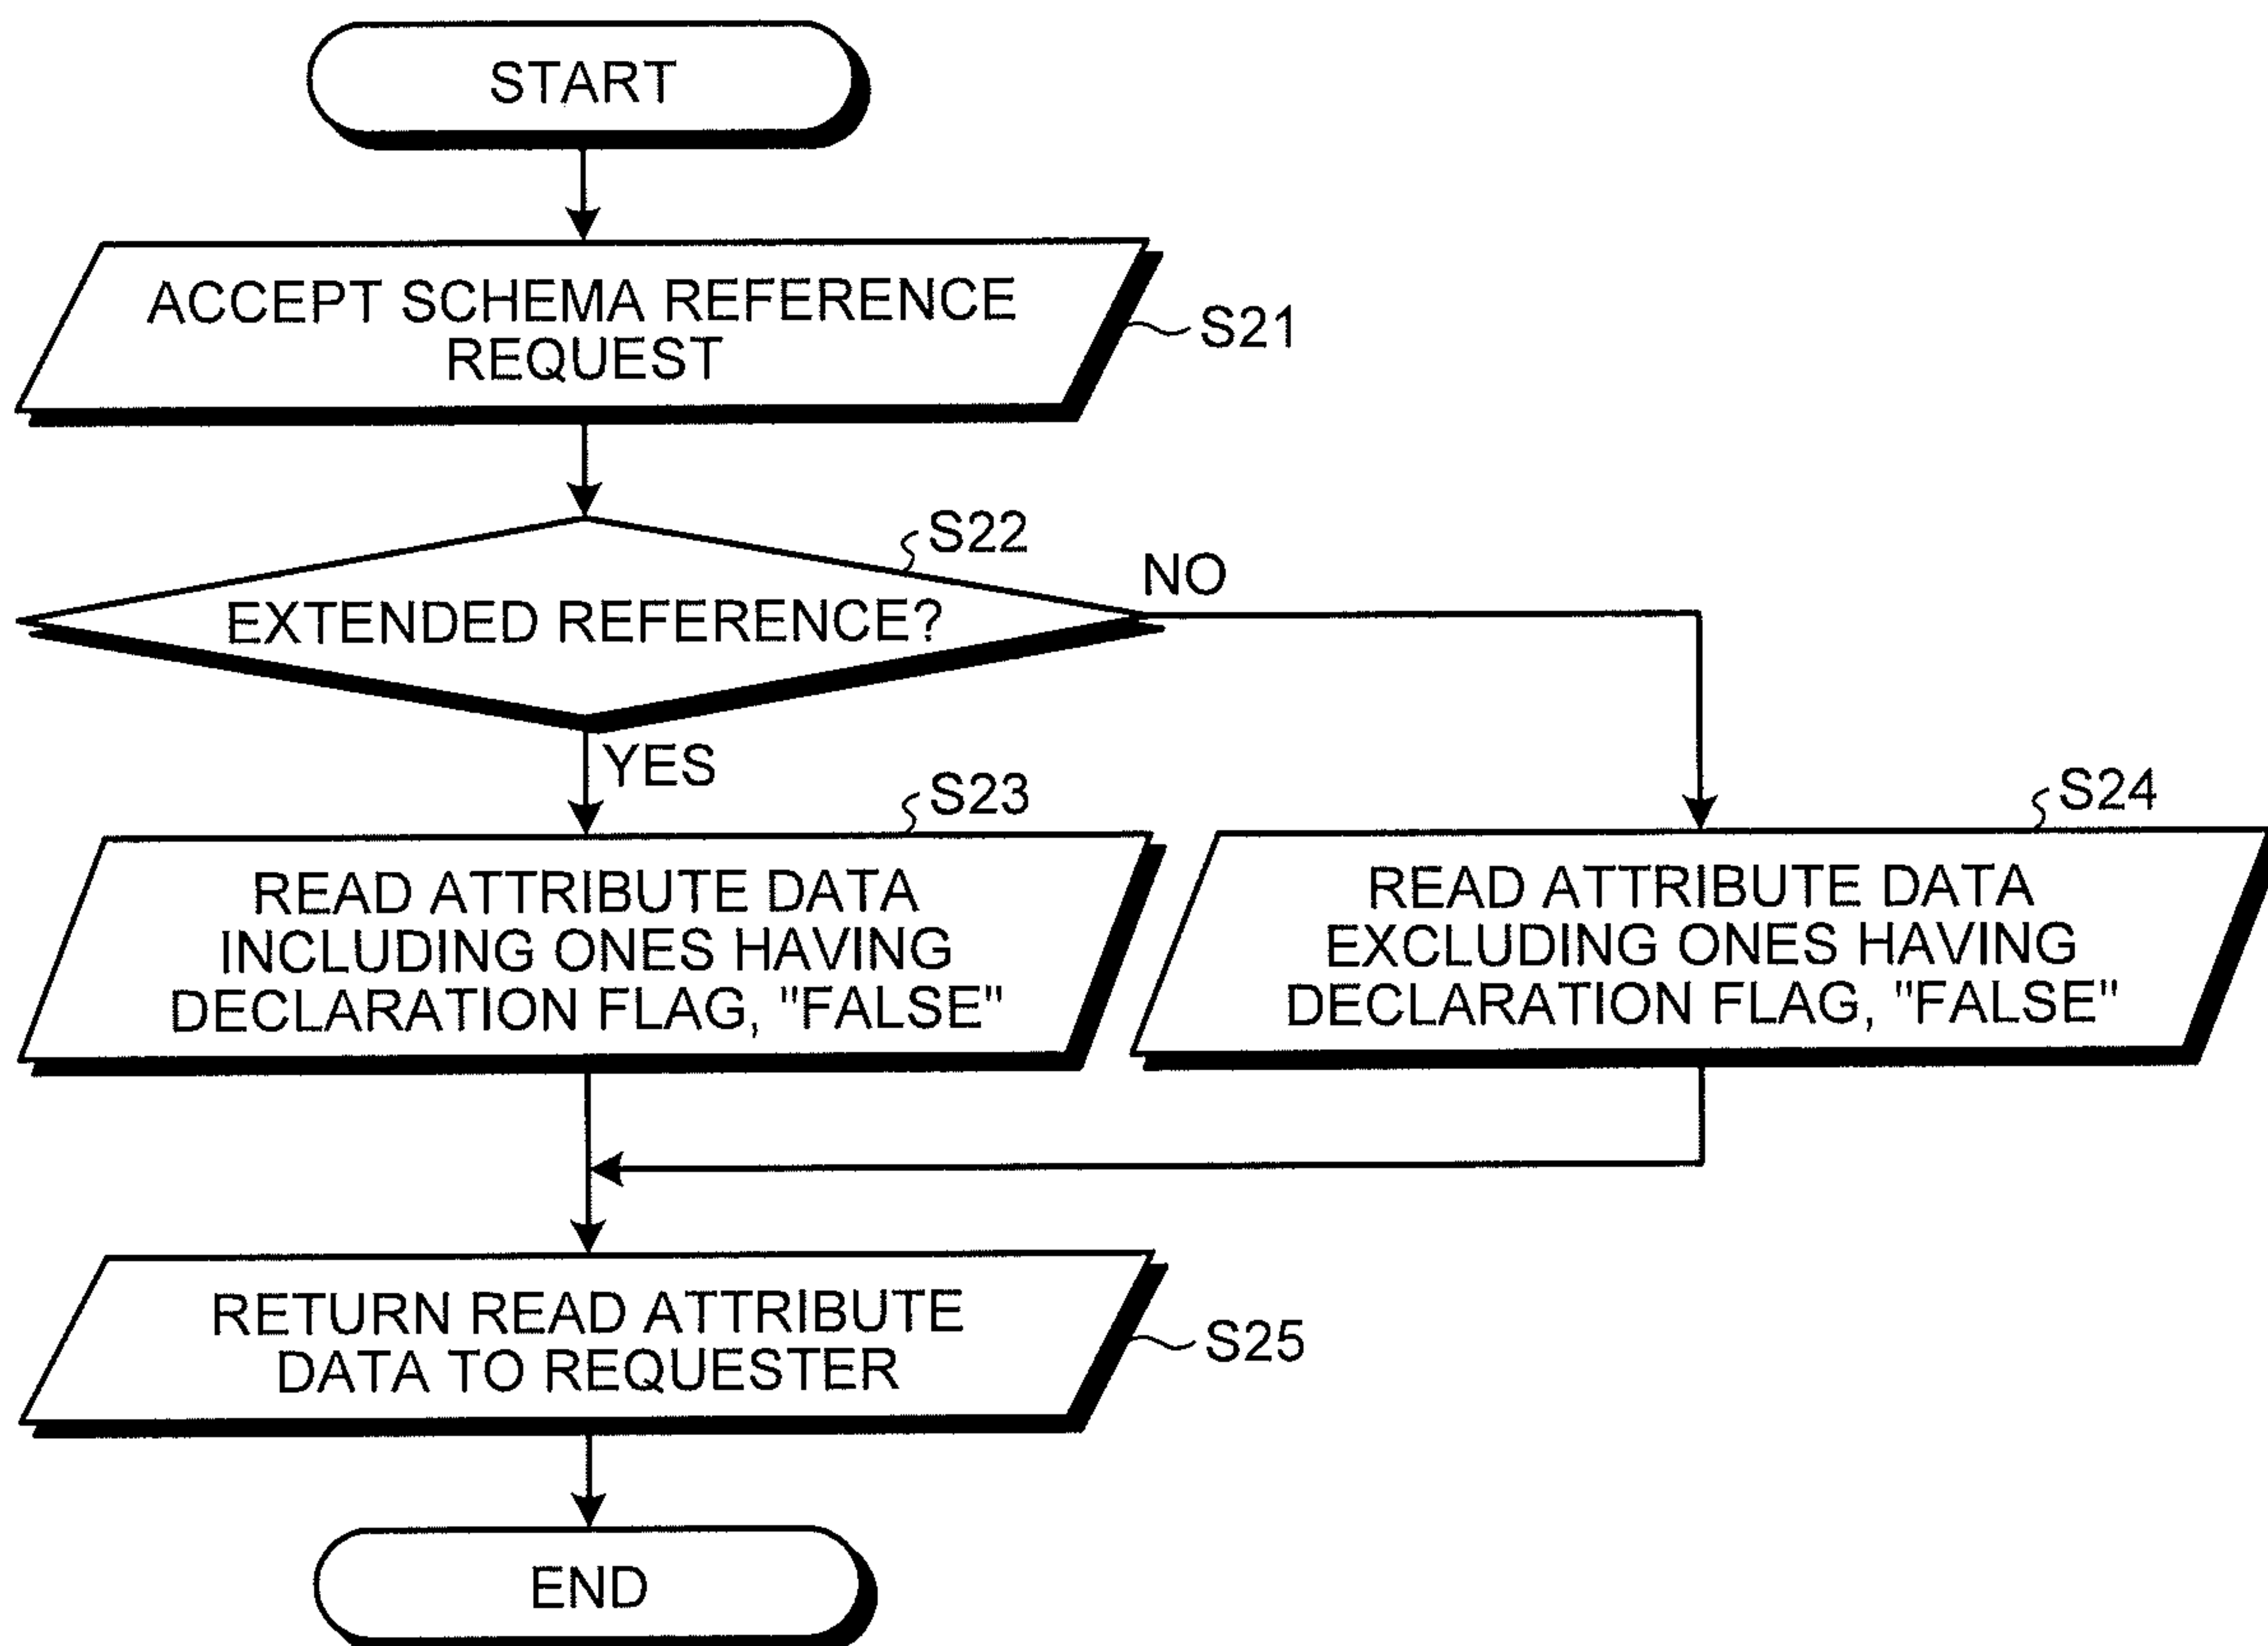 START
ACCEPT SCHEMA REFERENCE
REQUEST
S21
S22
EXTENDED REFERENCE?
NO
YES
S23
READ ATTRIBUTE DATA
INCLUDING ONES HAVING
DECLARATION FLAG, "FALSE"
S24
READ ATTRIBUTE DATA
EXCLUDING ONES HAVING
DECLARATION FLAG, "FALSE"
RETURN READ ATTRIBUTE
DATA TO REQUESTER
S25
END